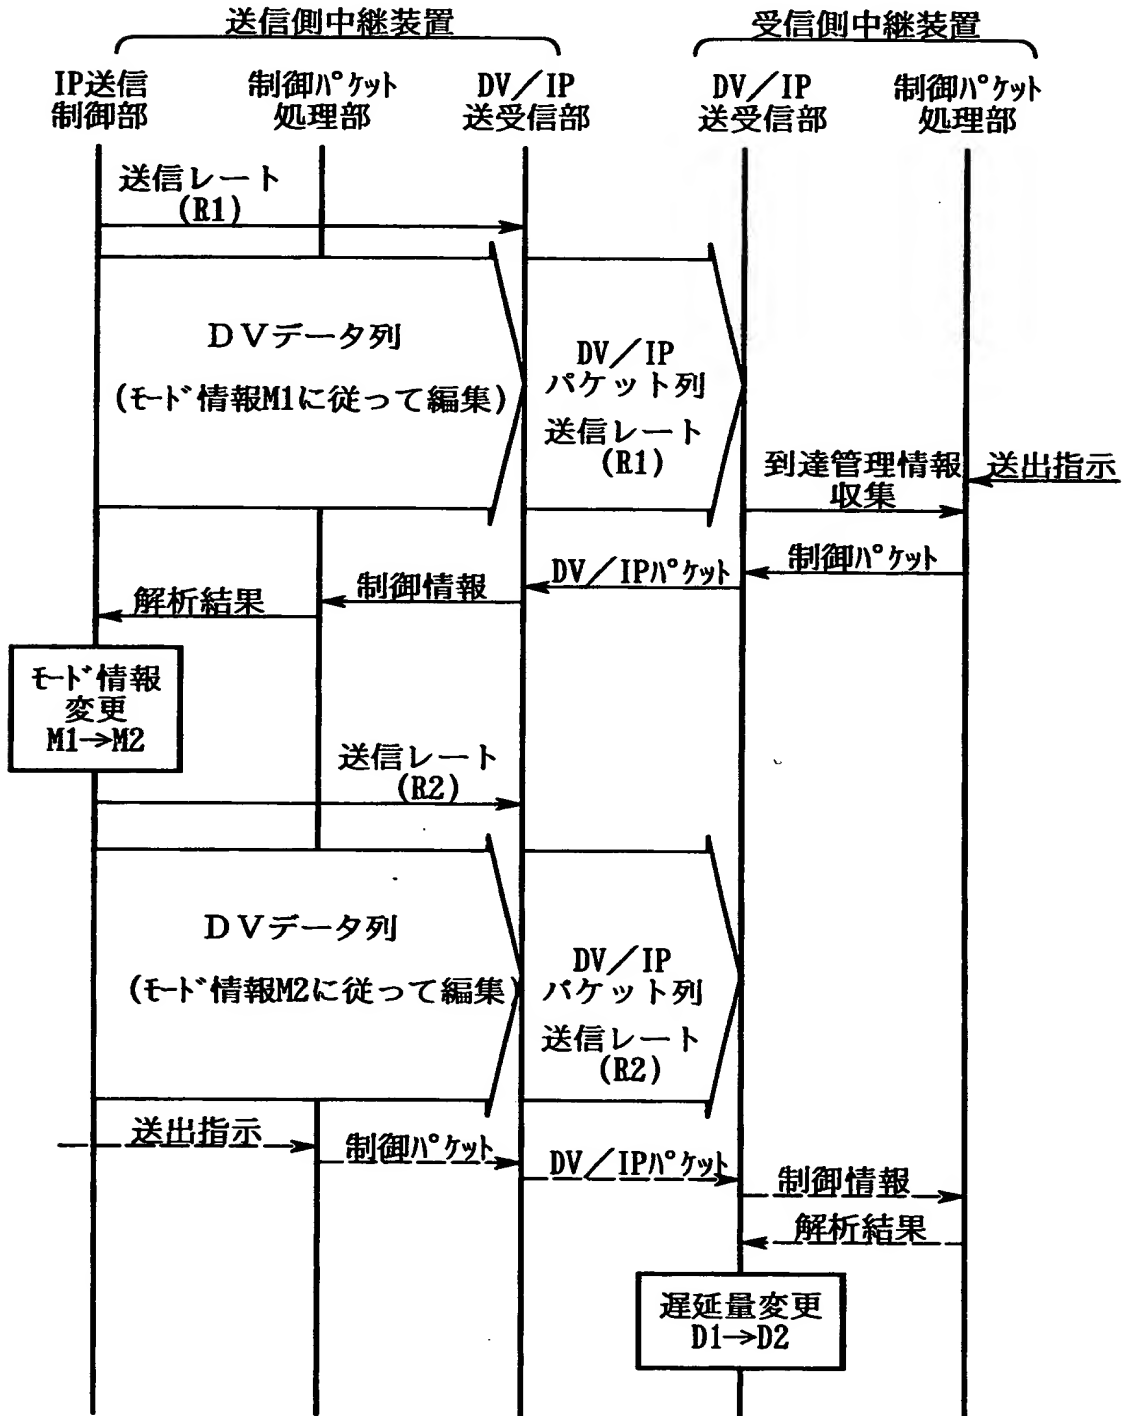 送信側中継装置
受信側中継装置
IP送信
制御部
制御ﾊﾟｹｯﾄ
処理部
DV／IP
送受信部
DV／IP
送受信部
制御ﾊﾟｹｯﾄ
処理部
送信レート
(R1)
ＤＶデータ列
(ﾓｰﾄﾞ情報M1に従って編集)
DV／IP
パケット列
送信レート
(R1)
到達管理情報
収集
送出指示
制御ﾊﾟｹｯﾄ
DV／IPﾊﾟｹｯﾄ
制御情報
解析結果
ﾓｰﾄﾞ情報
変更
M1→M2
送信レート
(R2)
ＤＶデータ列
(ﾓｰﾄﾞ情報M2に従って編集)
DV／IP
パケット列
送信レート
(R2)
送出指示
制御ﾊﾟｹｯﾄ
DV／IPﾊﾟｹｯﾄ
制御情報
解析結果
遅延量変更
D1→D2